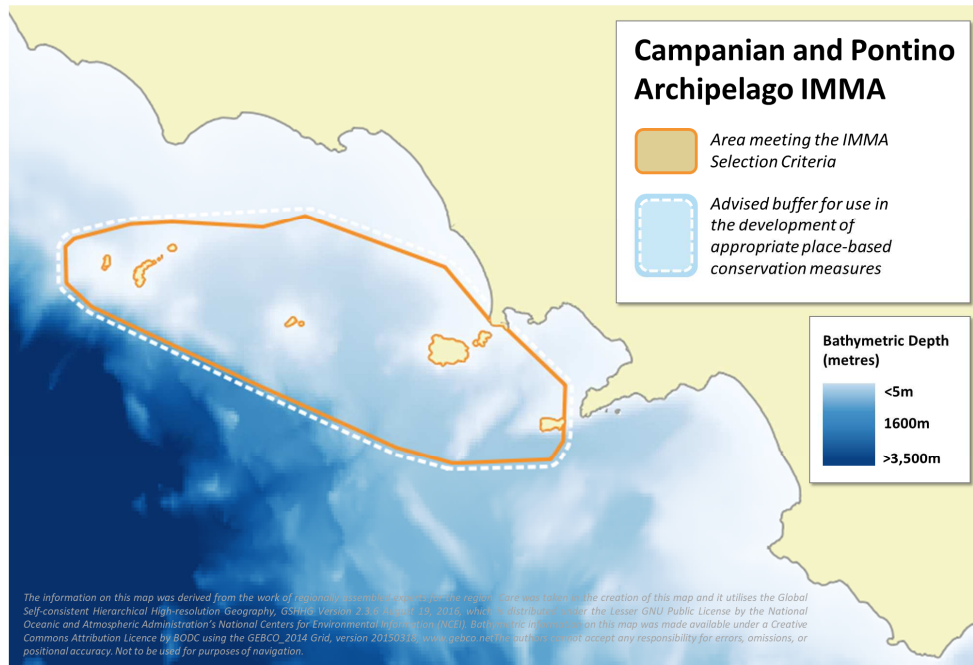 Campanian and Pontino
Archipelago IMMA
Area meeting the IMMA
Selection Criteria
Advised buffer for use in
the development of
appropriate place-based
conservation measures
Bathymetric Depth
(metres)
<5m
1600m
>3,500m
The information on this map was derived from the work of regionally assembled experts for the region. Care was taken in the creation of this map and it utilises the Global
Self-consistent Hierarchical High-resolution Geography, GSHHG Version 2.3.6 August 19, 2016, which is distributed under the Lesser GNU Public License by the National
Oceanic and Atmospheric Administration's National Centers for Environmental Information (NCEI). Bathymetric information on this map was made available under a Creative
Commons Attribution Licence by BODC using the GEBCO_2014 Grid, version 20150318, www.gebco.net The authors cannot accept any responsibility for errors, omissions, or
positional accuracy. Not to be used for purposes of navigation.